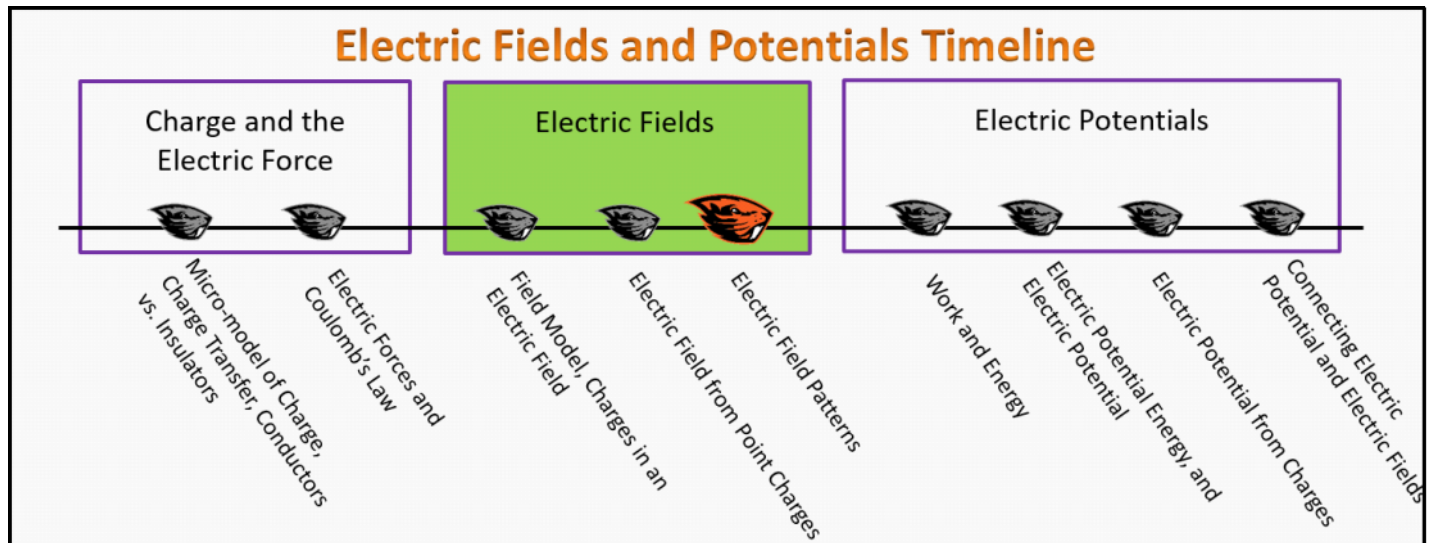 Electric Fields and Potentials Timeline
Charge and the
Electric Force
Electric Fields
Electric Potentials
Micro-model of Charge,
Charge Transfer, Conductors
vs. Insulators
Electric Forces and
Coulomb's Law
Field Model, Charges in an
Electric Field
Electric Field from Point Charges
Electric Field Patterns
Work and Energy
Electric Potential Energy, and
Electric Potential
Electric Potential from Charges
Connecting Electric
Potential and Electric Fields